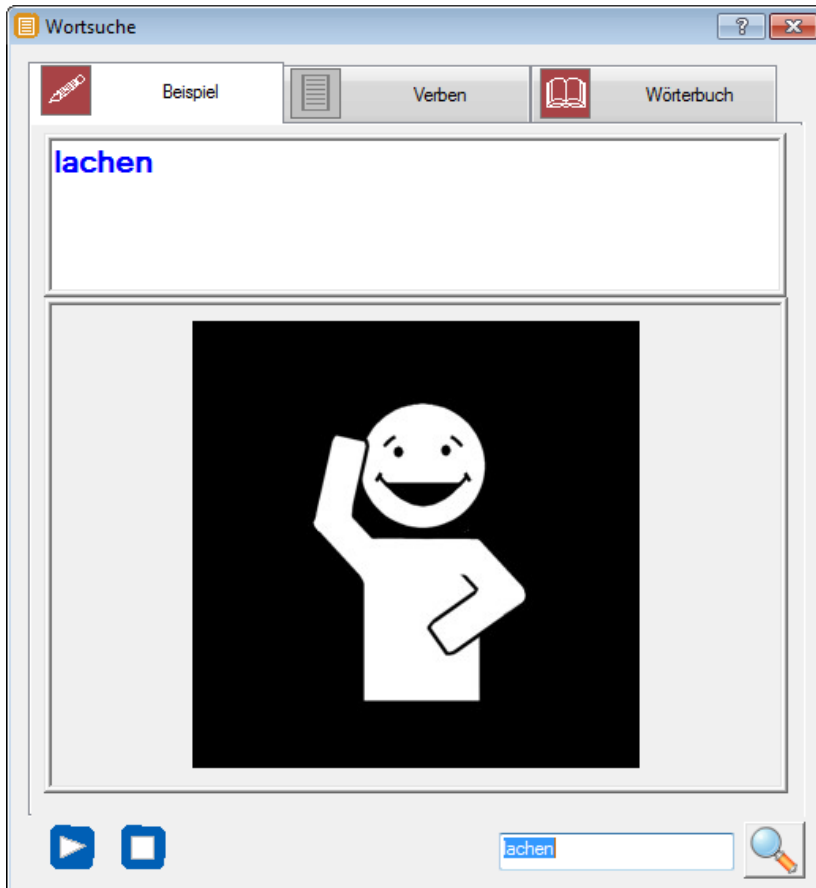 Wortsuche
Beispiel
Verben
Wörterbuch
lachen
lachen